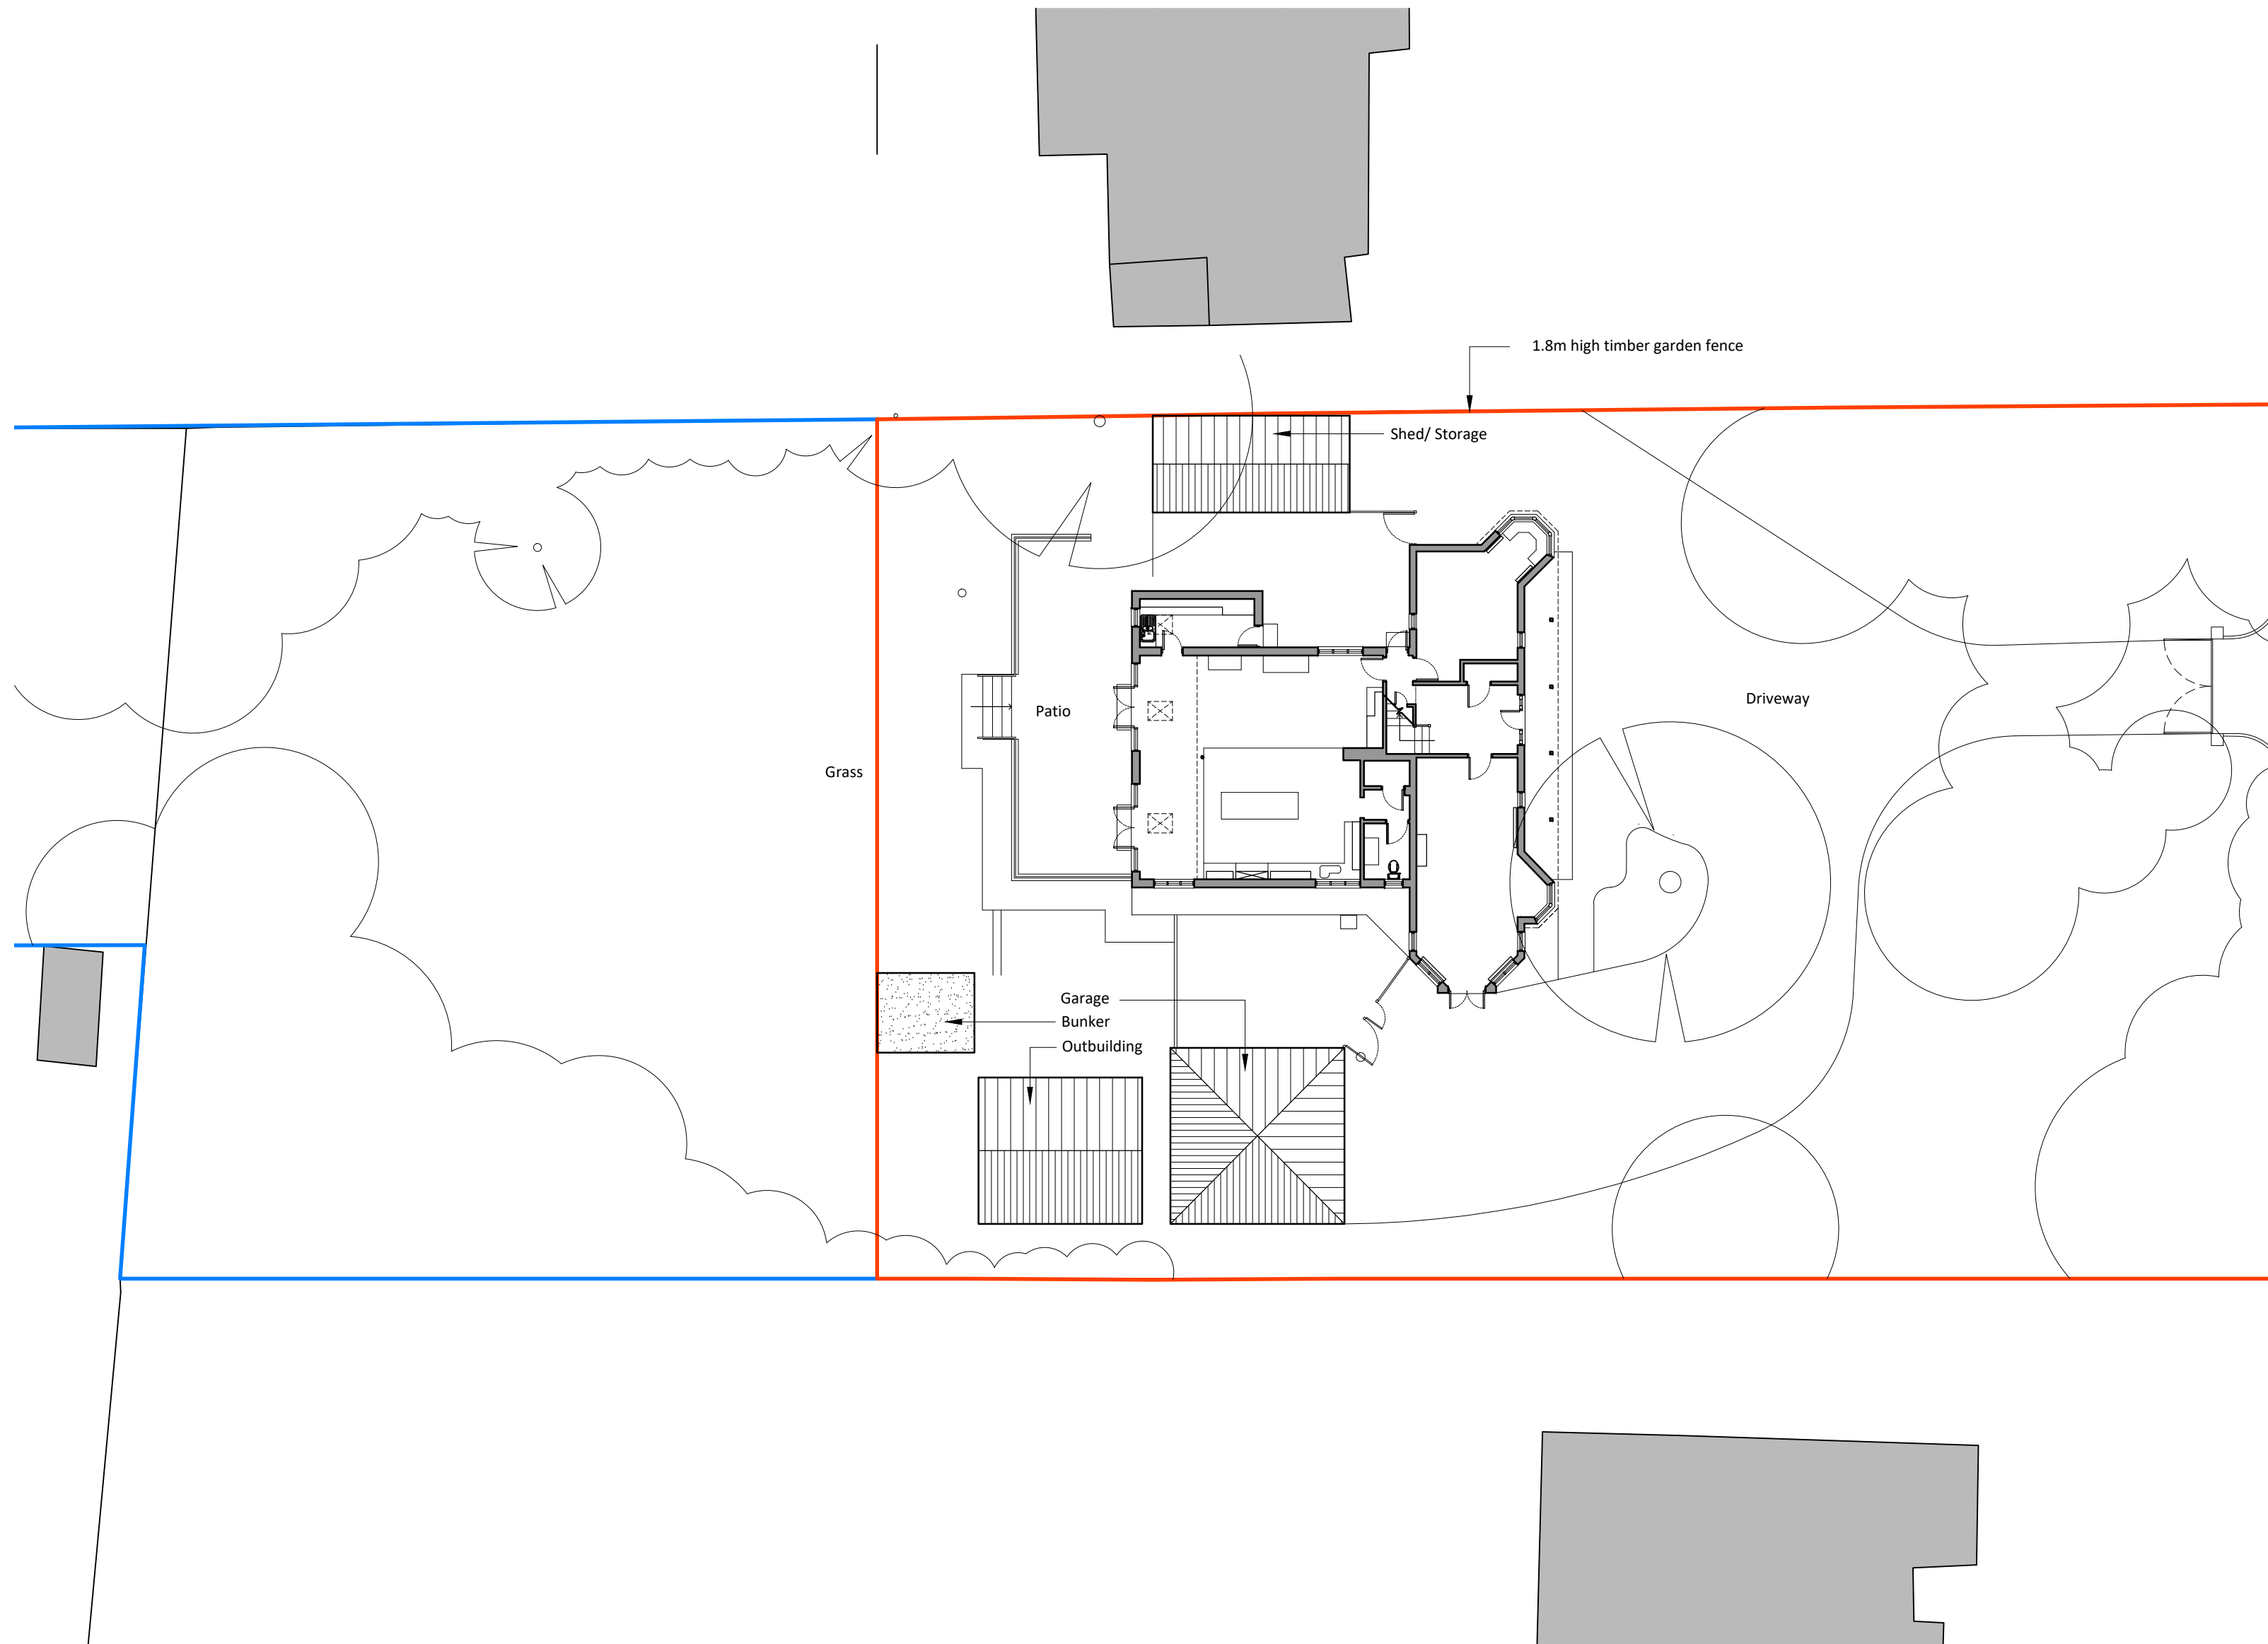 1.8m high timber garden fence
Shed/ Storage
Driveway
Patio
Grass
Garage
Bunker
Outbuilding